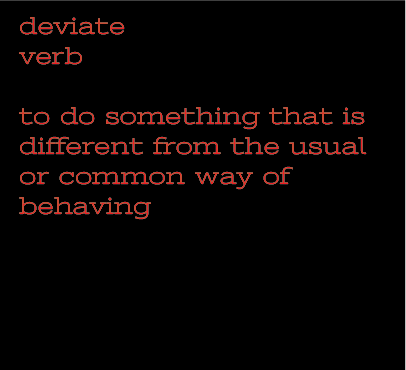 deviate
verb
to do something that is
different from the usual
or common way of
behaving